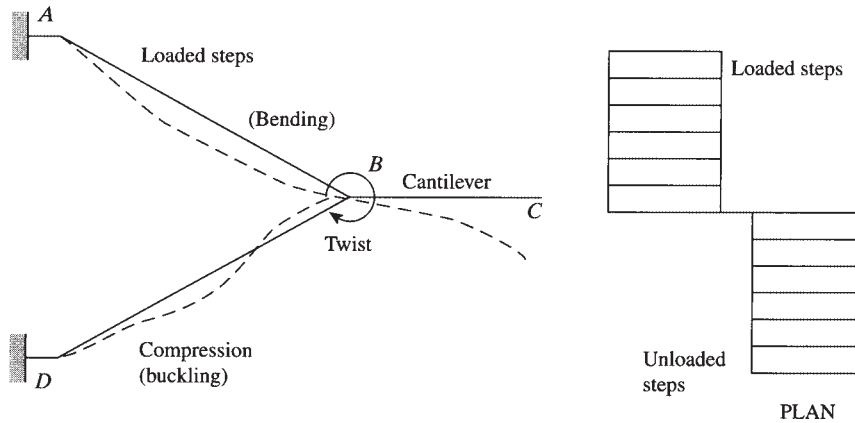 A
Loaded steps
(Bending)
B
Cantilever
C
Twist
Compression
(buckling)
D
Loaded steps
Unloaded
steps
PLAN